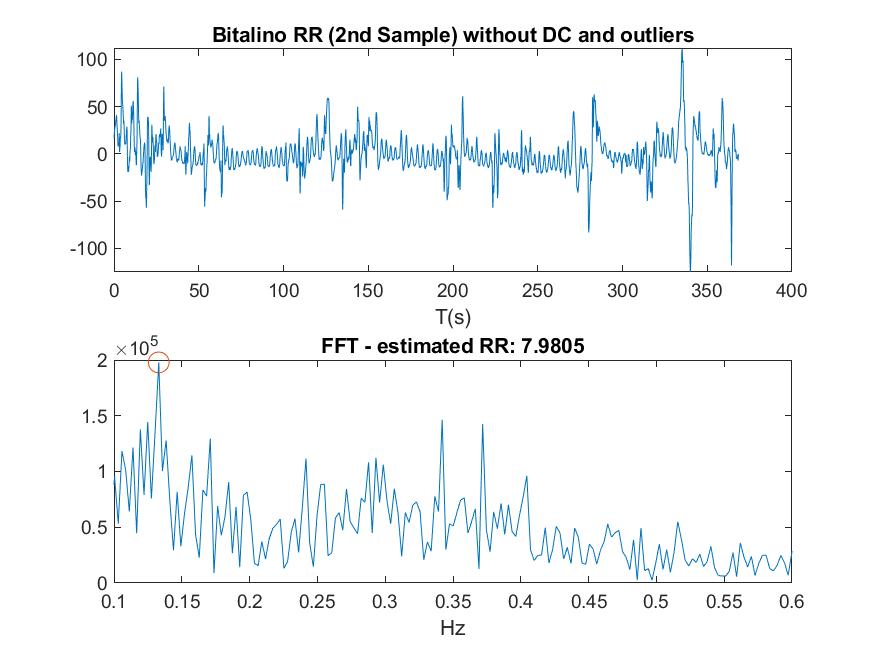 Bitalino RR (2nd Sample) without DC and outliers
100
50
0
-50
-100
0 50 100 150 200 250 300 350 400
T(s)
×10⁵
FFT - estimated RR: 7.9805
2
1.5
1
0.5
0
0.1 0.15 0.2 0.25 0.3 0.35 0.4 0.45 0.5 0.55 0.6
Hz